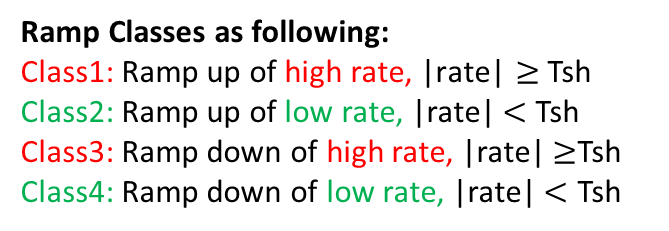 Ramp Classes as following:
Class1: Ramp up of high rate, |rate| ≥ Tsh
Class2: Ramp up of low rate, |rate| < Tsh
Class3: Ramp down of high rate, |rate| ≥Tsh
Class4: Ramp down of low rate, |rate| < Tsh